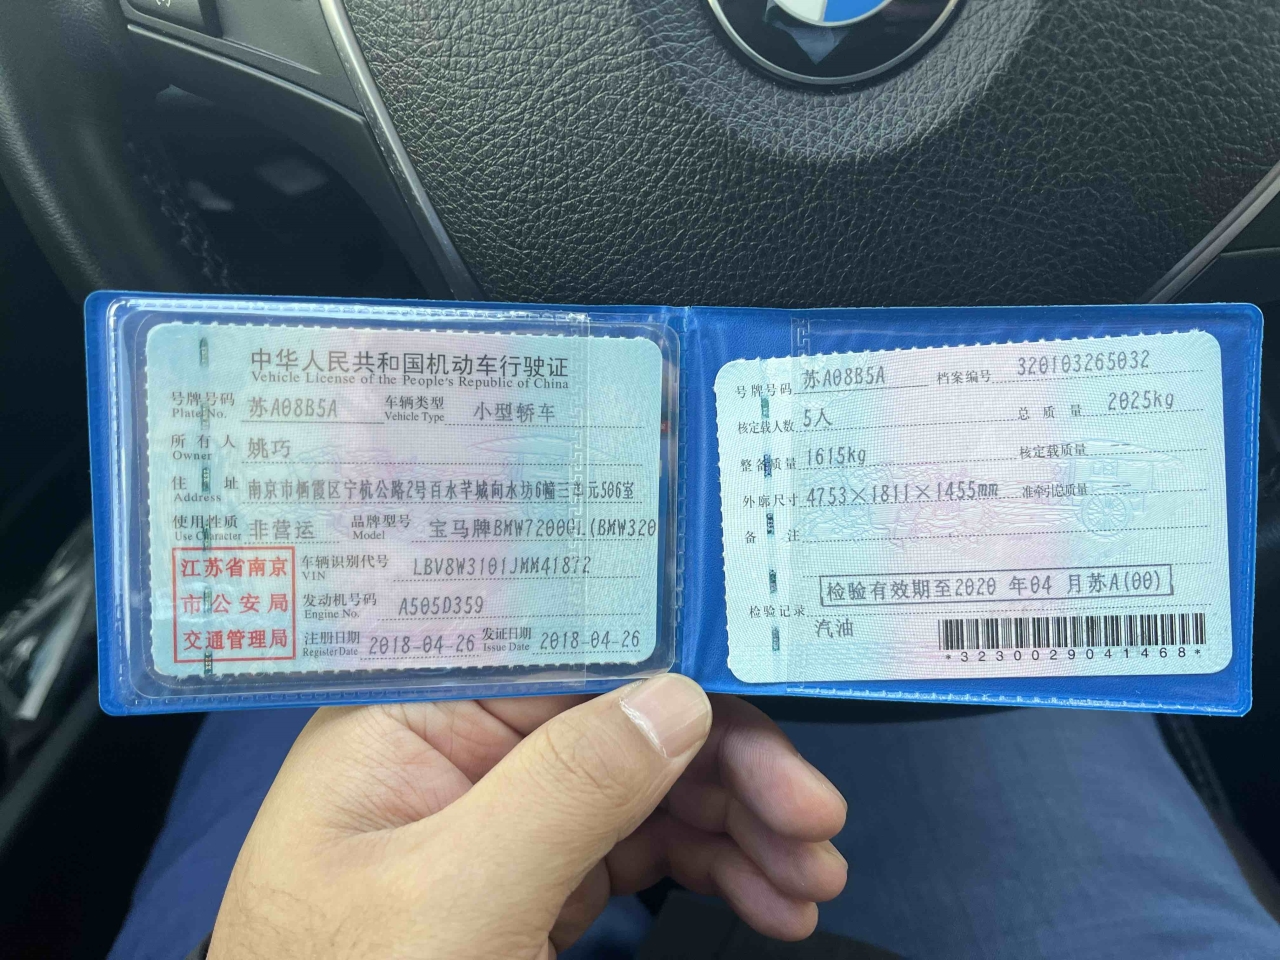 中华人民共和国机动车行驶证
Vehicle License of the People's Republic of China
号牌号码 苏A08B5A 车辆类型 小型轿车
Plate No. Vehicle Type
所有人 姚巧
Owner
住址 南京市栖霞区宁杭公路2号百水芊城向水坊6幢三单元506室
Address
使用性质 非营运 品牌型号 宝马牌BMW7200GL(BMW320
Use Character Model
江苏省南京
市公安局
交通管理局
车辆识别代号 LBV8W3101JMM41872
VIN
发动机号码 A505D359
Engine No.
注册日期 2018-04-26 发证日期 2018-04-26
Register Date Issue Date
号牌号码 苏A08B5A 档案编号 320103265032
核定载人数 5人 总质量 2025kg
整备质量 1615kg 核定载质量
外廓尺寸 4753×1811×1455mm 准牵引总质量
备注
检验有效期至2020 年04 月苏A(00)
检验记录
汽油
*3230029041468*